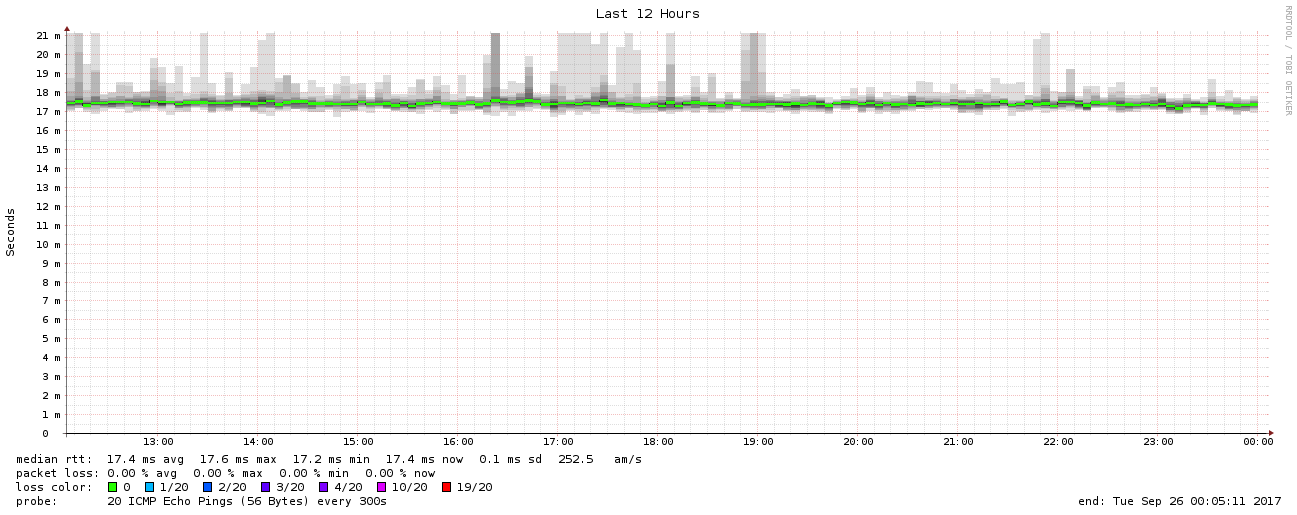 Last 12 Hours
RRDTOOL / TOBI OETIKER
Seconds
21 m
20 m
19 m
18 m
17 m
16 m
15 m
14 m
13 m
12 m
11 m
10 m
9 m
8 m
7 m
6 m
5 m
4 m
3 m
2 m
1 m
0
13:00 14:00 15:00 16:00 17:00 18:00 19:00 20:00 21:00 22:00 23:00 00:00
median rtt: 17.4 ms avg 17.6 ms max 17.2 ms min 17.4 ms now 0.1 ms sd 252.5 am/s
packet loss: 0.00 % avg 0.00 % max 0.00 % min 0.00 % now
loss color: 0 1/20 2/20 3/20 4/20 10/20 19/20
probe: 20 ICMP Echo Pings (56 Bytes) every 300s end: Tue Sep 26 00:05:11 2017